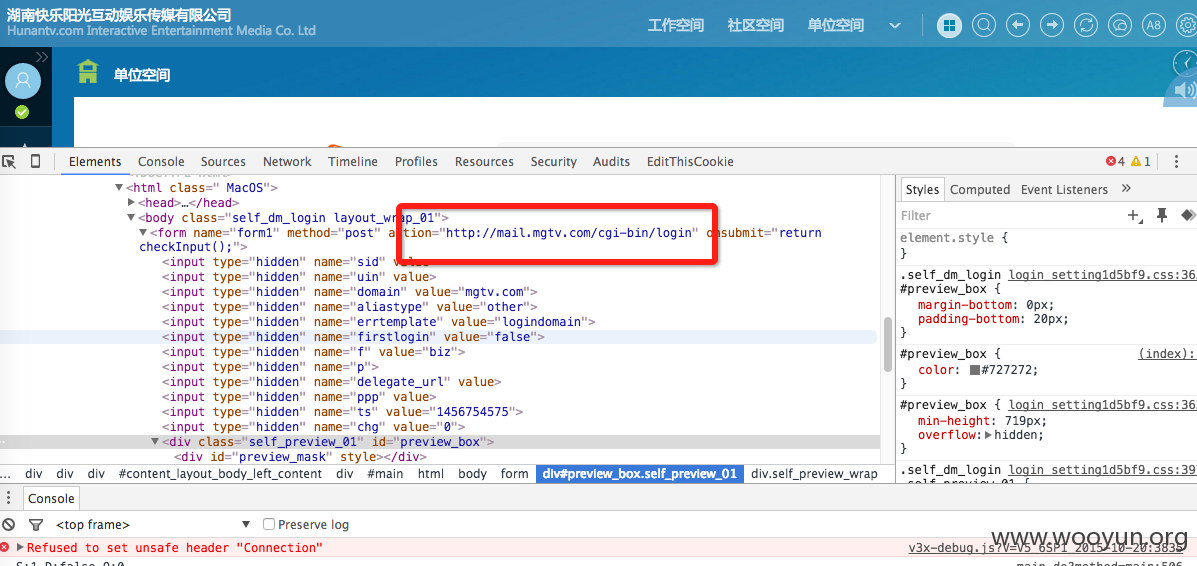 湖南快乐阳光互动娱乐传媒有限公司
Hunantv.com Interactive Entertainment Media Co. Ltd
工作空间 社区空间 单位空间
A8
单位空间
Elements Console Sources Network Timeline Profiles Resources Security Audits EditThisCookie
4 1
<html class=" MacOS">
<head>…</head>
<body class="self_dm_login layout_wrap_01">
<form name="form1" method="post" action="http://mail.mgtv.com/cgi-bin/login" onsubmit="return
checkInput();">
<input type="hidden" name="sid" value>
<input type="hidden" name="uin" value>
<input type="hidden" name="domain" value="mgtv.com">
<input type="hidden" name="aliastype" value="other">
<input type="hidden" name="errtemplate" value="logindomain">
<input type="hidden" name="firstlogin" value="false">
<input type="hidden" name="f" value="biz">
<input type="hidden" name="p">
<input type="hidden" name="delegate_url" value>
<input type="hidden" name="ppp" value>
<input type="hidden" name="ts" value="1456754575">
<input type="hidden" name="chg" value="0">
<div class="self_preview_01" id="preview_box">
<div id="preview_mask" style></div>
... div div div #content_layout_body_left_content div #main html body form div#preview_box.self_preview_01 div.self_preview_wrap
Styles Computed Event Listeners »
Filter
element.style {
}
.self_dm_login login_setting1d5bf9.css:36
#preview_box {
margin-bottom: 0px;
padding-bottom: 20px;
}
#preview_box { (index):
color: #727272;
}
#preview_box { login_setting1d5bf9.css:36
min-height: 719px;
overflow: hidden;
}
.self_dm_login login_setting1d5bf9.css:39
.self_preview_01 {
Console
<top frame> Preserve log
Refused to set unsafe header "Connection" v3x-debug.js?V=V5_6SP1_2015-10-20:3835
S:1,D:false,O:0 main.do?method=main:506
www.wooyun.org